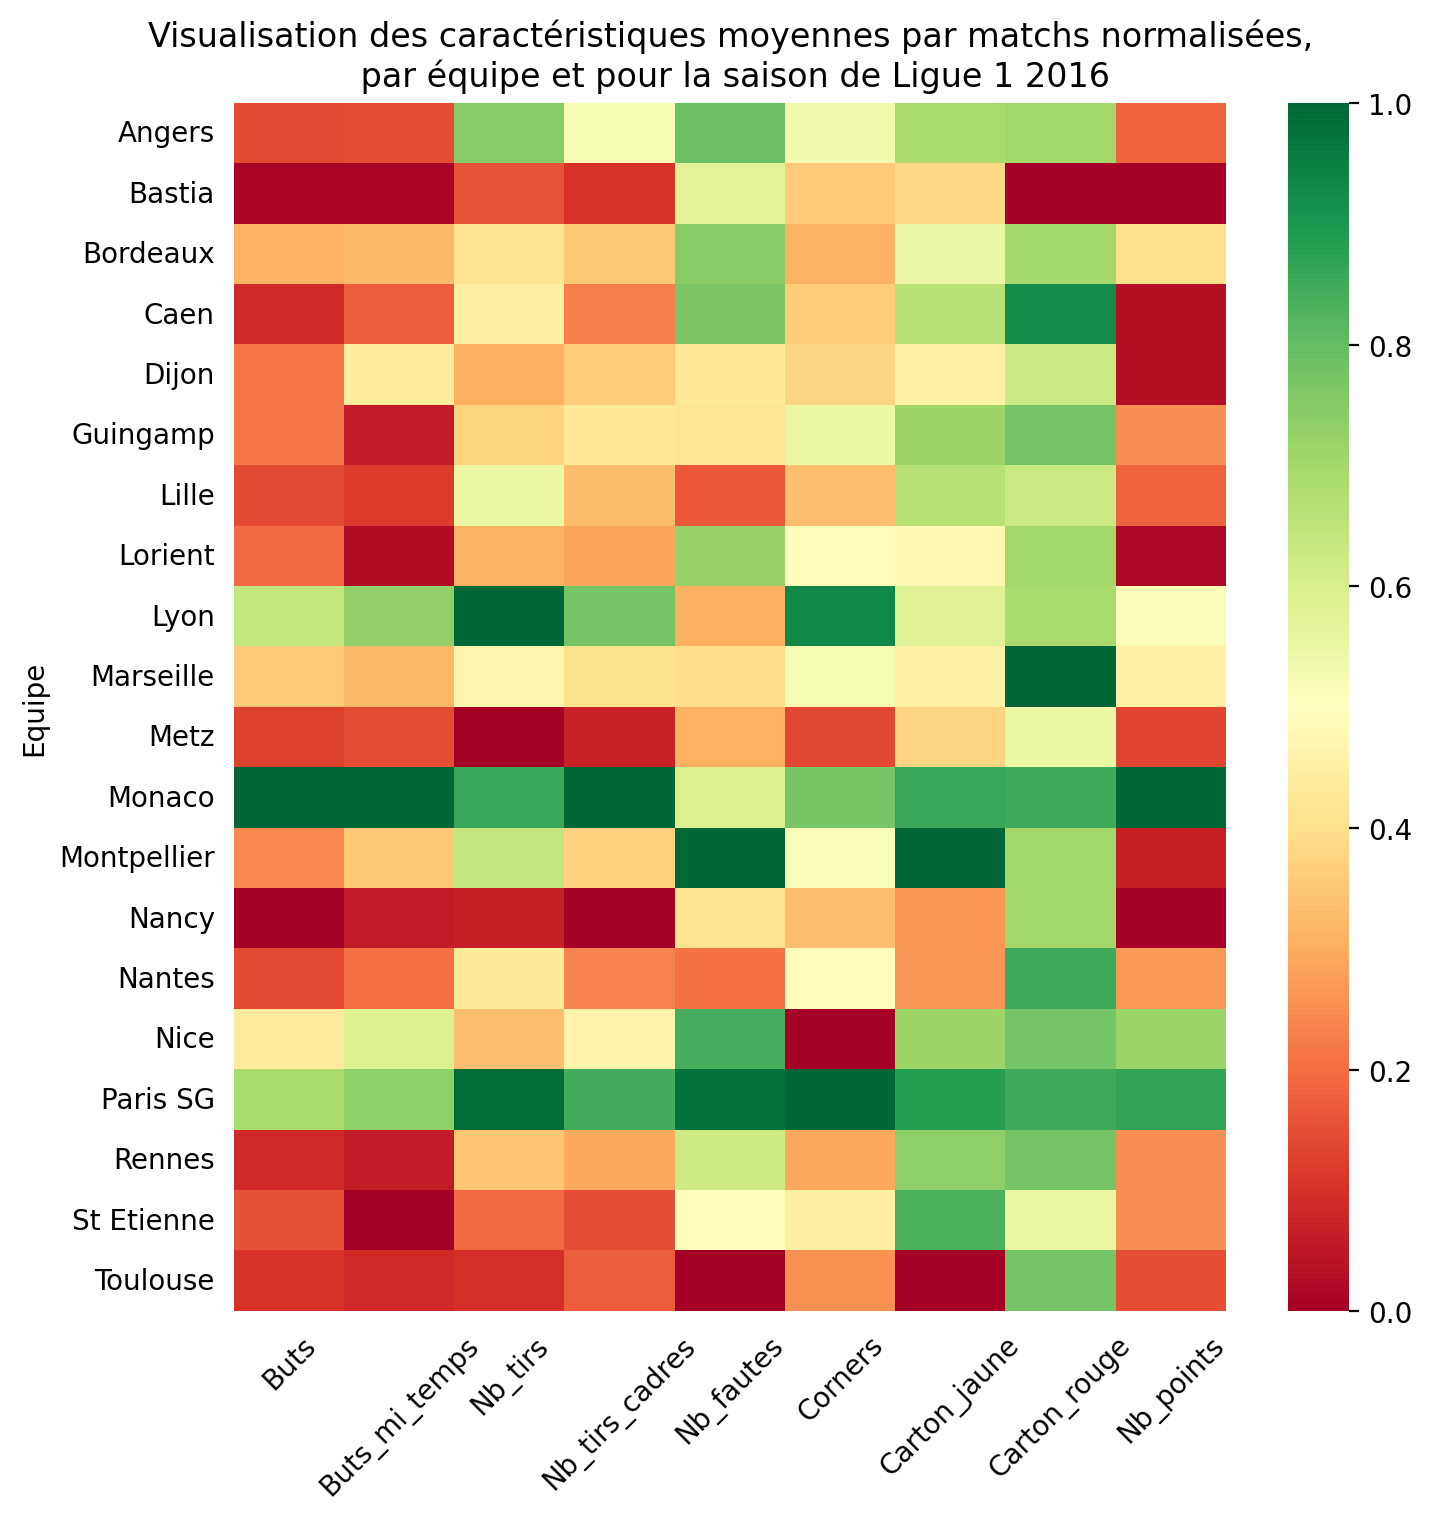 Visualisation des caractéristiques moyennes par matchs normalisées,
par équipe et pour la saison de Ligue 1 2016
Equipe
Angers
Bastia
Bordeaux
Caen
Dijon
Guingamp
Lille
Lorient
Lyon
Marseille
Metz
Monaco
Montpellier
Nancy
Nantes
Nice
Paris SG
Rennes
St Etienne
Toulouse
Buts
Buts_mi_temps
Nb_tirs
Nb_tirs_cadres
Nb_fautes
Corners
Carton_jaune
Carton_rouge
Nb_points
1.0
0.8
0.6
0.4
0.2
0.0